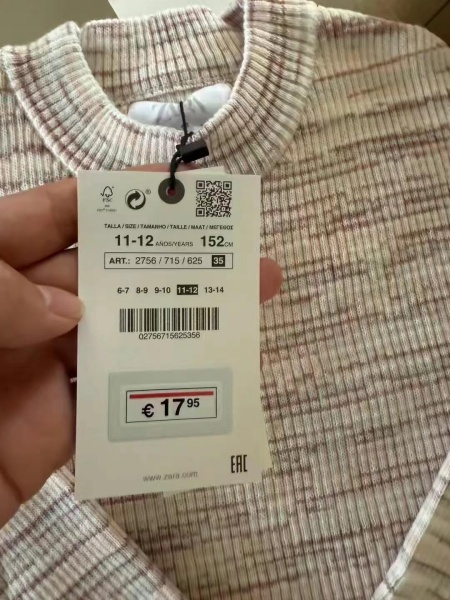 FSC
TALLA / SIZE / TAMANHO / TAILLE / MAAT / ΜΕΓΕΘΟΣ
11-12 AÑOS/YEARS 152CM
ART.: 2756 / 715 / 625 35
6-7 8-9 9-10 11-12 13-14
02756715625356
€ 17 95
www.zara.com
EAC